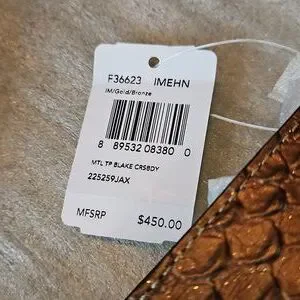 F36623 IMEHN
IM/Gold/Bronze
8 89532 08380 0
MTL TP BLAKE CRSBDY
225259JAX
MFSRP $450.00